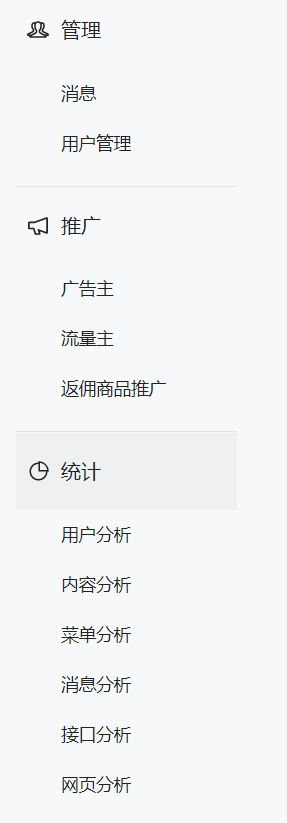 管理
消息
用户管理
推广
广告主
流量主
返佣商品推广
统计
用户分析
内容分析
菜单分析
消息分析
接口分析
网页分析